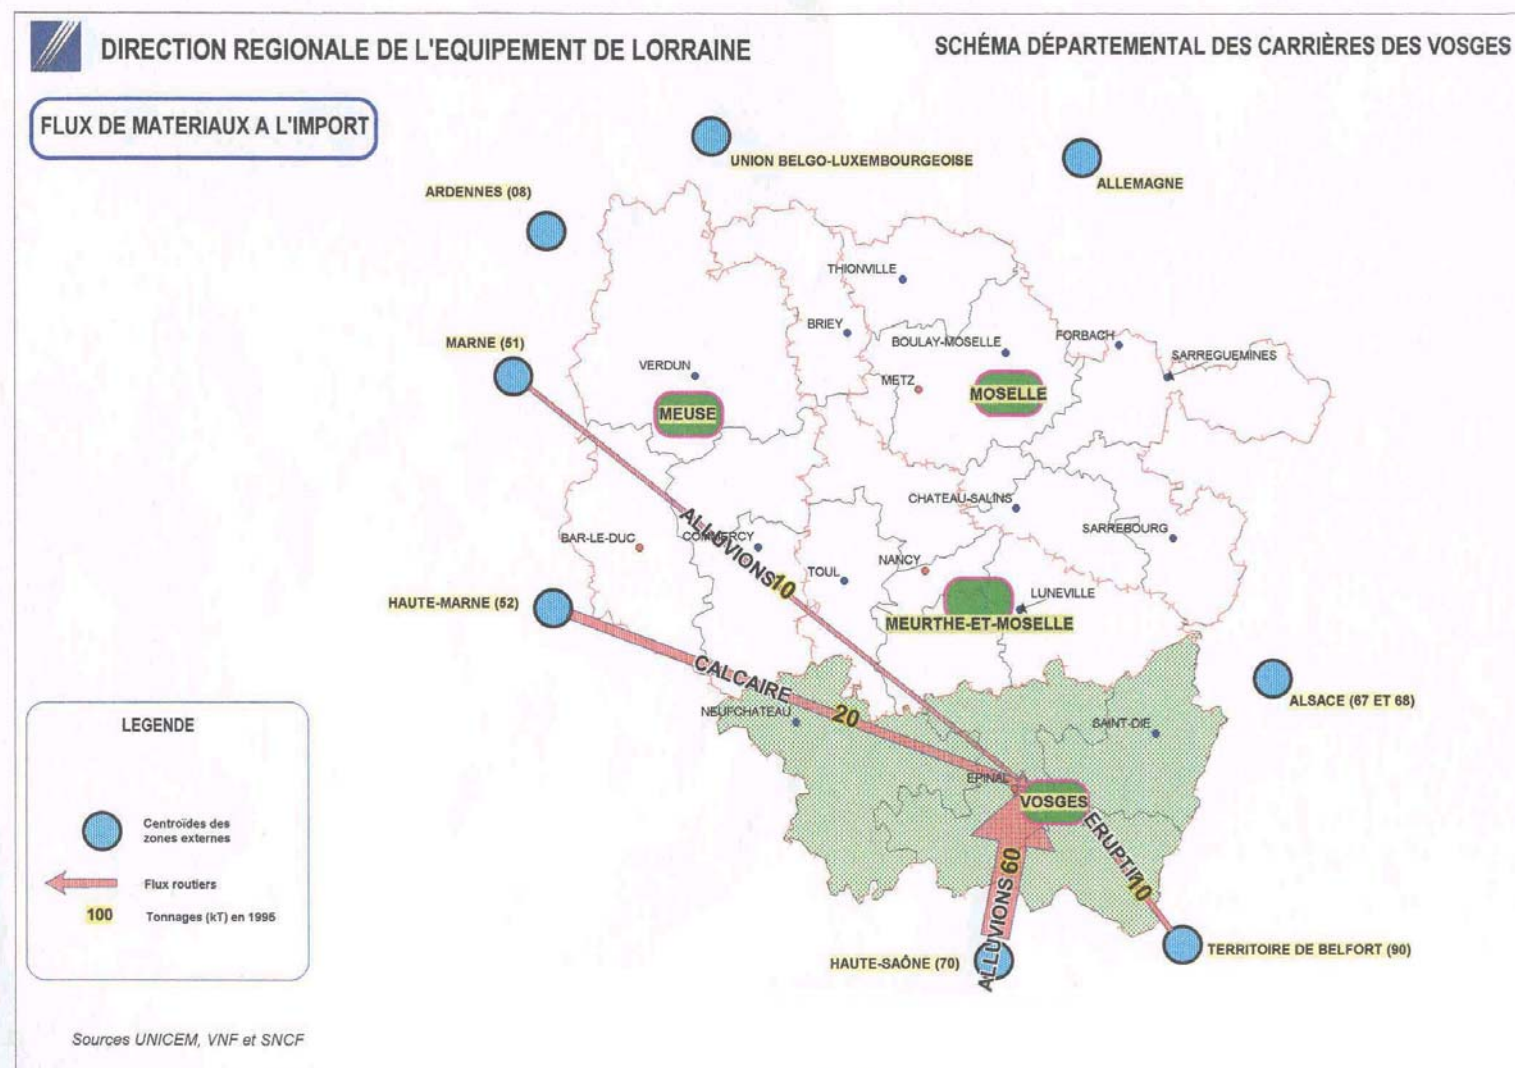 DIRECTION REGIONALE DE L'EQUIPEMENT DE LORRAINE
SCHÉMA DÉPARTEMENTAL DES CARRIÈRES DES VOSGES
FLUX DE MATERIAUX A L'IMPORT
UNION BELGO-LUXEMBOURGEOISE
ALLEMAGNE
ARDENNES (08)
THIONVILLE
BRIEY
BOULAY-MOSELLE
FORBACH
MARNE (51)
SARREGUEMINES
VERDUN
METZ
MOSELLE
MEUSE
CHATEAU-SALINS
ALLUVIONS 10
SARREBOURG
BAR-LE-DUC
COMMERCY
TOUL
NANCY
LUNEVILLE
HAUTE-MARNE (52)
MEURTHE-ET-MOSELLE
CALCAIRE 20
ALSACE (67 ET 68)
NEUFCHATEAU
SAINT-DIE
EPINAL
VOSGES
ERUPTIF 10
ALLUVIONS 60
HAUTE-SAÔNE (70)
TERRITOIRE DE BELFORT (90)
LEGENDE
Centroïdes des
zones externes
Flux routiers
100 Tonnages (kT) en 1995
Sources UNICEM, VNF et SNCF